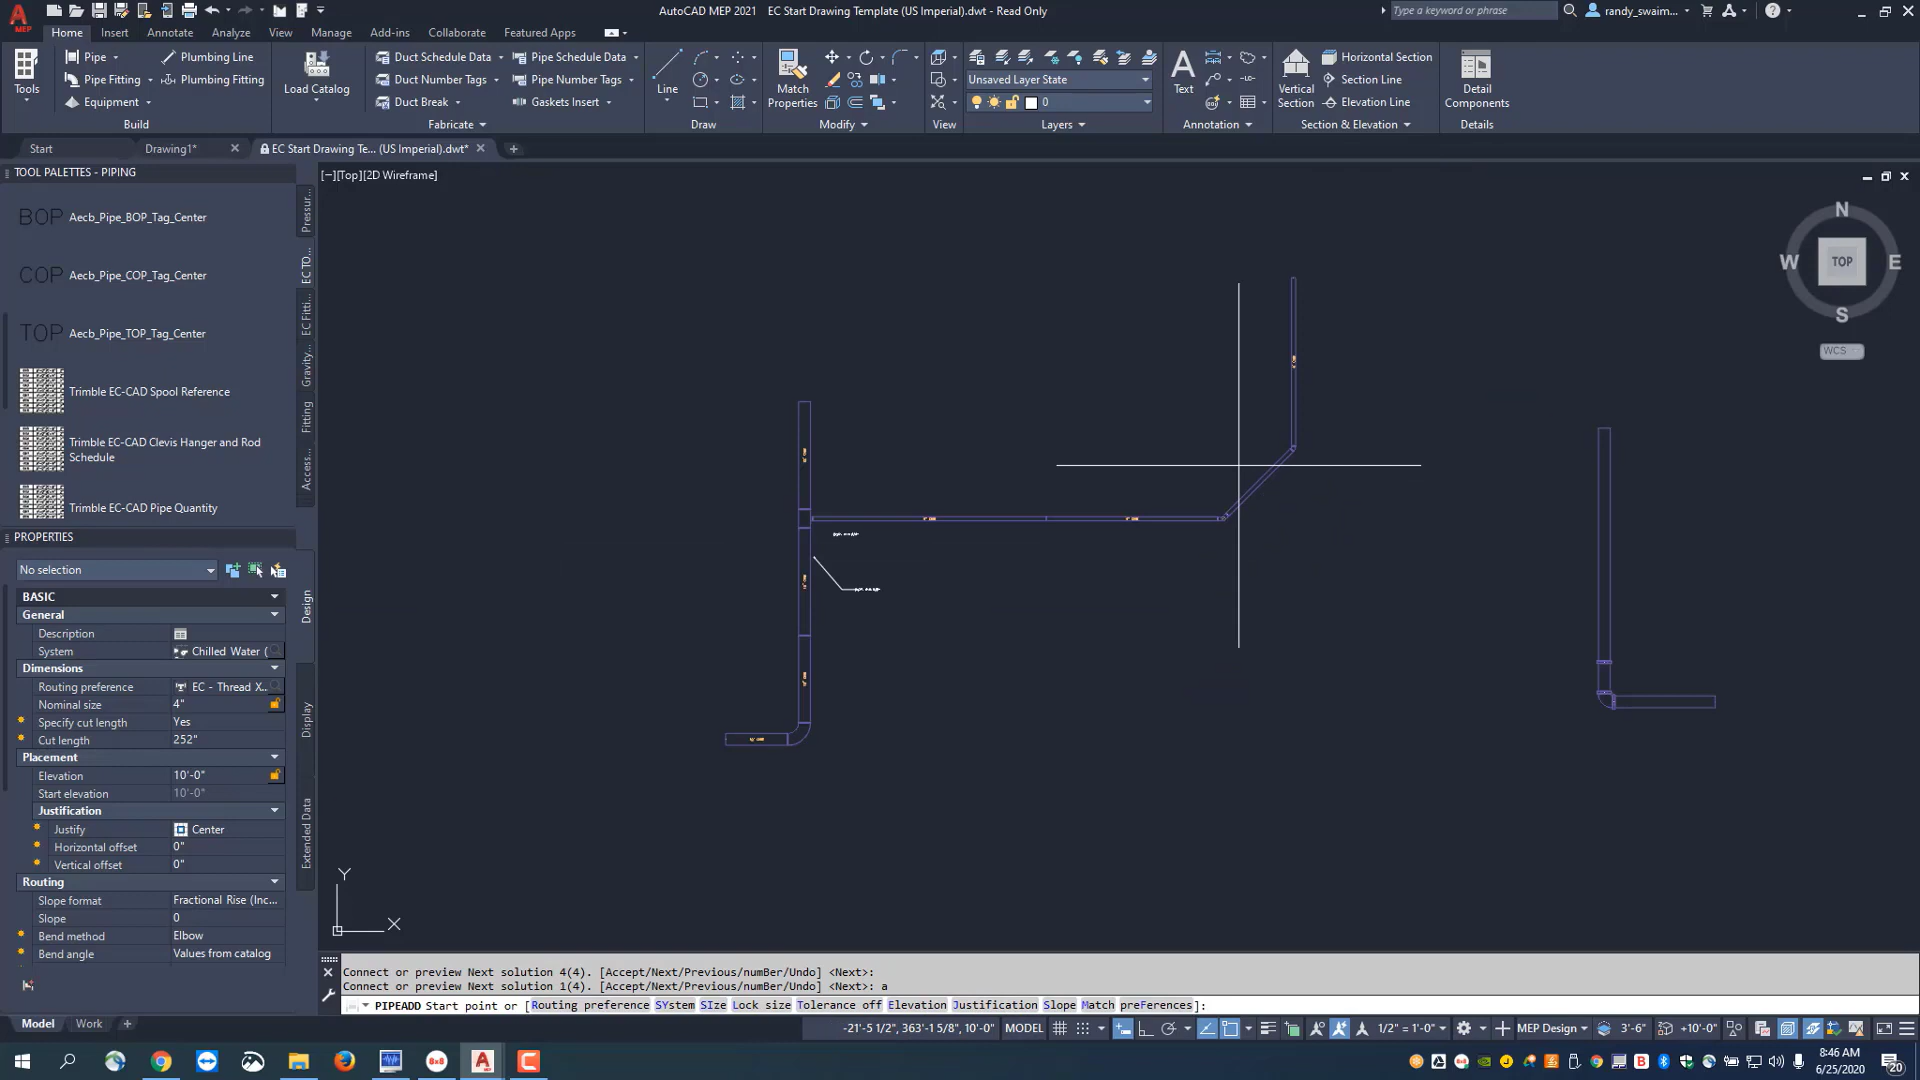 AutoCAD MEP 2021 EC Start Drawing Template (US Imperial).dwt - Read Only
Type a keyword or phrase
randy_swaim...
MEP
Home Insert Annotate Analyze View Manage Add-ins Collaborate Featured Apps
Tools
Pipe
Pipe Fitting
Equipment
Plumbing Line
Plumbing Fitting
Build
Load Catalog
Duct Schedule Data
Duct Number Tags
Duct Break
Pipe Schedule Data
Pipe Number Tags
Gaskets Insert
Fabricate
Line
Draw
Match Properties
Modify
View
Unsaved Layer State
0
Layers
Text
Annotation
Vertical Section
Horizontal Section
Section Line
Elevation Line
Section & Elevation
Detail Components
Details
Start Drawing1* EC Start Drawing Te... (US Imperial).dwt*
TOOL PALETTES - PIPING
[−][Top][2D Wireframe]
BOP Aecb_Pipe_BOP_Tag_Center
COP Aecb_Pipe_COP_Tag_Center
TOP Aecb_Pipe_TOP_Tag_Center
Trimble EC-CAD Spool Reference
Trimble EC-CAD Clevis Hanger and Rod Schedule
Trimble EC-CAD Pipe Quantity
Pressur...
EC TO...
EC Fitti...
Gravity...
Fitting
Access...
N
W TOP E
S
WCS
PROPERTIES
No selection
BASIC
General
Description
System Chilled Water (
Dimensions
Routing preference EC - Thread X...
Nominal size 4"
Specify cut length Yes
Cut length 252"
Placement
Elevation 10'-0"
Start elevation 10'-0"
Justification
Justify Center
Horizontal offset 0"
Vertical offset 0"
Routing
Slope format Fractional Rise (Inc...
Slope 0
Bend method Elbow
Bend angle Values from catalog
Design
Display
Extended Data
Y
X
Connect or preview Next solution 4(4). [Accept/Next/Previous/numBer/Undo] <Next>:
Connect or preview Next solution 1(4). [Accept/Next/Previous/numBer/Undo] <Next>: a
PIPEADD Start point or [Routing preference SYstem SIze Lock size Tolerance off Elevation Justification Slope Match preFerences]:
Model Work
-21'-5 1/2", 363'-1 5/8", 10'-0" MODEL 1/2" = 1'-0" MEP Design 3'-6" +10'-0"
8:46 AM
6/25/2020
20